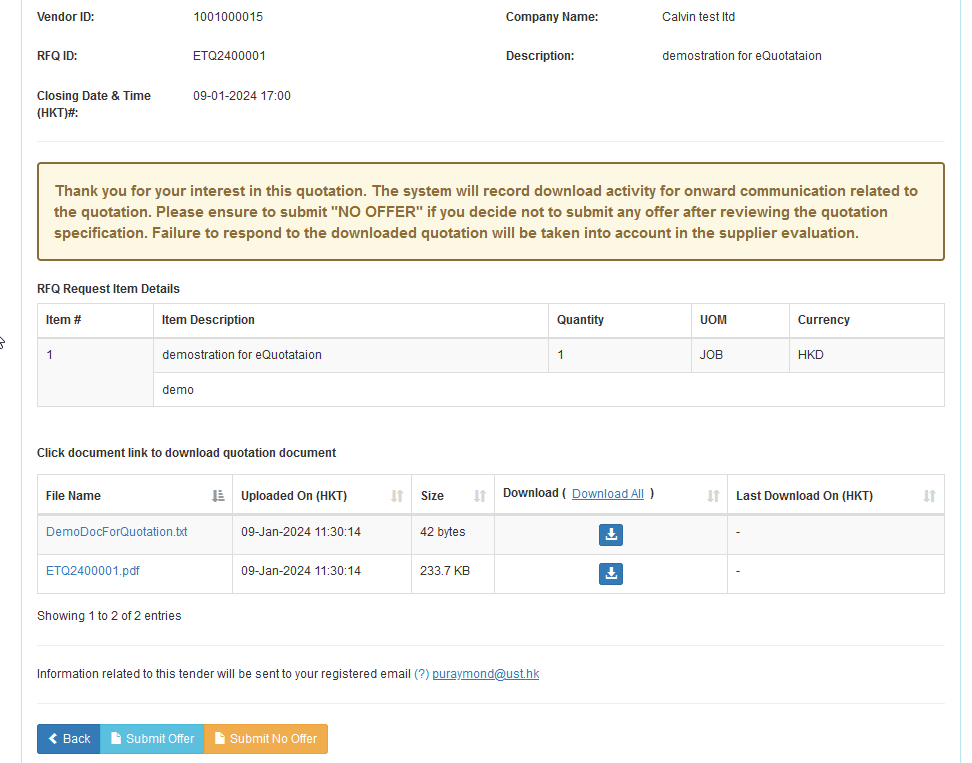 Vendor ID: 1001000015 Company Name: Calvin test ltd
RFQ ID: ETQ2400001 Description: demostration for eQuotataion
Closing Date & Time 09-01-2024 17:00
(HKT)#:
Thank you for your interest in this quotation. The system will record download activity for onward communication related to
the quotation. Please ensure to submit "NO OFFER" if you decide not to submit any offer after reviewing the quotation
specification. Failure to respond to the downloaded quotation will be taken into account in the supplier evaluation.
RFQ Request Item Details
Item # Item Description Quantity UOM Currency
1 demostration for eQuotataion 1 JOB HKD
demo
Click document link to download quotation document
File Name Uploaded On (HKT) Size Download ( Download All ) Last Download On (HKT)
DemoDocForQuotation.txt 09-Jan-2024 11:30:14 42 bytes -
ETQ2400001.pdf 09-Jan-2024 11:30:14 233.7 KB -
Showing 1 to 2 of 2 entries
Information related to this tender will be sent to your registered email (?) puraymond@ust.hk
Back Submit Offer Submit No Offer